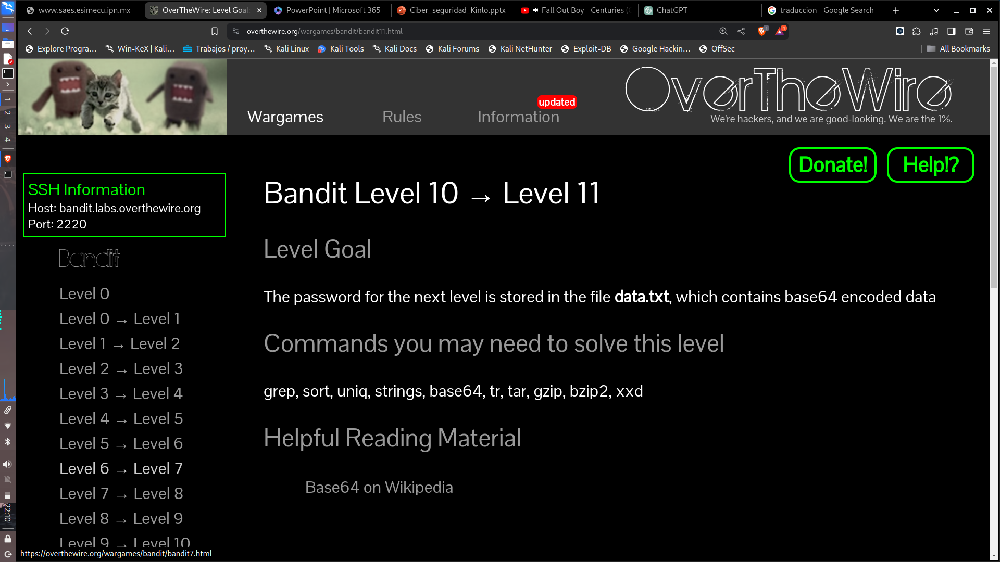 www.saes.esimecu.ipn.mx
OverTheWire: Level Goal
PowerPoint | Microsoft 365
Ciber_seguridad_Kinlo.pptx
Fall Out Boy - Centuries (
ChatGPT
traduccion - Google Search
overthewire.org/wargames/bandit/bandit11.html
1
1
Explore Progra…
Win-KeX | Kali…
Trabajos / proy…
Kali Linux
Kali Tools
Kali Docs
Kali Forums
Kali NetHunter
Exploit-DB
Google Hackin…
OffSec
All Bookmarks
1
2
3
4
22:10
Wargames
Rules
Information
updated
OverTheWire
We're hackers, and we are good-looking. We are the 1%.
Donate!
Help!?
SSH Information
Host: bandit.labs.overthewire.org
Port: 2220
Bandit
Level 0
Level 0 → Level 1
Level 1 → Level 2
Level 2 → Level 3
Level 3 → Level 4
Level 4 → Level 5
Level 5 → Level 6
Level 6 → Level 7
Level 7 → Level 8
Level 8 → Level 9
Level 9 → Level 10
Bandit Level 10 → Level 11
Level Goal
The password for the next level is stored in the file data.txt, which contains base64 encoded data
Commands you may need to solve this level
grep, sort, uniq, strings, base64, tr, tar, gzip, bzip2, xxd
Helpful Reading Material
Base64 on Wikipedia
https://overthewire.org/wargames/bandit/bandit7.html